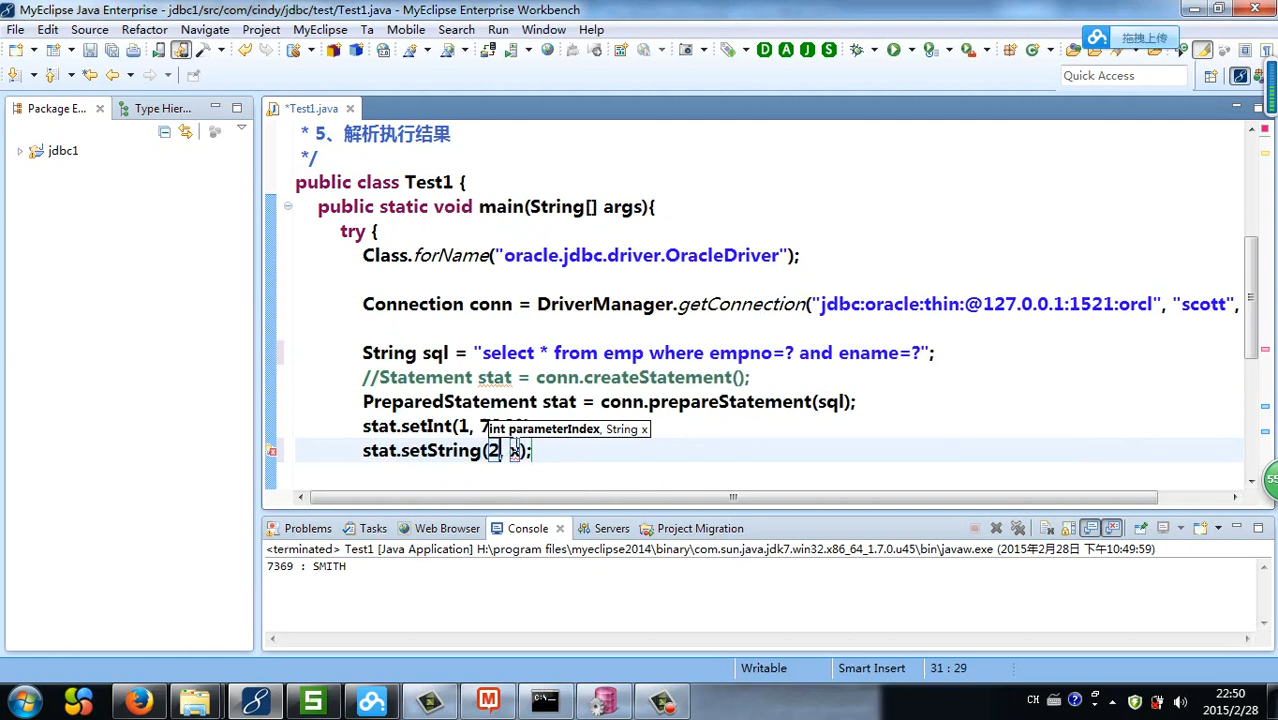 MyEclipse Java Enterprise - jdbc1/src/com/cindy/jdbc/test/Test1.java - MyEclipse Enterprise Workbench
File Edit Source Refactor Navigate Project MyEclipse Ta Mobile Search Run Window Help
拖拽上传
Quick Access
Package E... Type Hier... *Test1.java
jdbc1
* 5、解析执行结果
*/
public class Test1 {
public static void main(String[] args){
try {
Class.forName("oracle.jdbc.driver.OracleDriver");
Connection conn = DriverManager.getConnection("jdbc:oracle:thin:@127.0.0.1:1521:orcl", "scott",
String sql = "select * from emp where empno=? and ename=?";
//Statement stat = conn.createStatement();
PreparedStatement stat = conn.prepareStatement(sql);
stat.setInt(1,
int parameterIndex, String x
stat.setString(2, x);
55
Problems Tasks Web Browser Console Servers Project Migration
<terminated> Test1 [Java Application] H:\program files\myeclipse2014\binary\com.sun.java.jdk7.win32.x86_64_1.7.0.u45\bin\javaw.exe (2015年2月28日 下午10:49:59)
7369 : SMITH
Writable Smart Insert 31 : 29
CH
22:50
2015/2/28